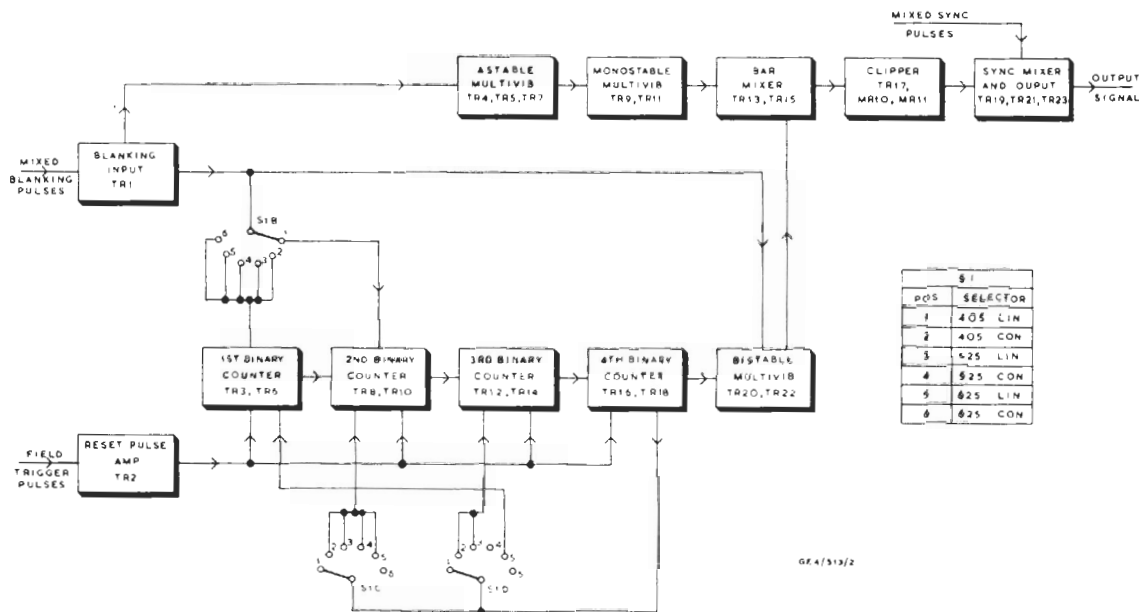 MIXED SYNC
PULSES
ASTABLE
MULTIVIB
TR4, TR5, TR7
MONOSTABLE
MULTIVIB
TR9, TR11
BAR
MIXER
TR13, TR15
CLIPPER
TR17,
MR10, MR11
SYNC MIXER
AND OUPUT
TR19, TR21, TR23
OUTPUT
SIGNAL
MIXED
BLANKING
PULSES
BLANKING
INPUT
TR1
S1B
6
5
4
3
2
1
1ST BINARY
COUNTER
TR3, TR6
2ND BINARY
COUNTER
TR8, TR10
3RD BINARY
COUNTER
TR12, TR14
4TH BINARY
COUNTER
TR16, TR18
BISTABLE
MULTIVIB
TR20, TR22
S1
POS SELECTOR
1 405 LIN
2 405 CON
3 525 LIN
4 525 CON
5 625 LIN
6 625 CON
FIELD
TRIGGER
PULSES
RESET PULSE
AMP
TR2
1
2
3
4
5
6
S1C
1
2
3
4
5
5
S1D
GE4/513/2